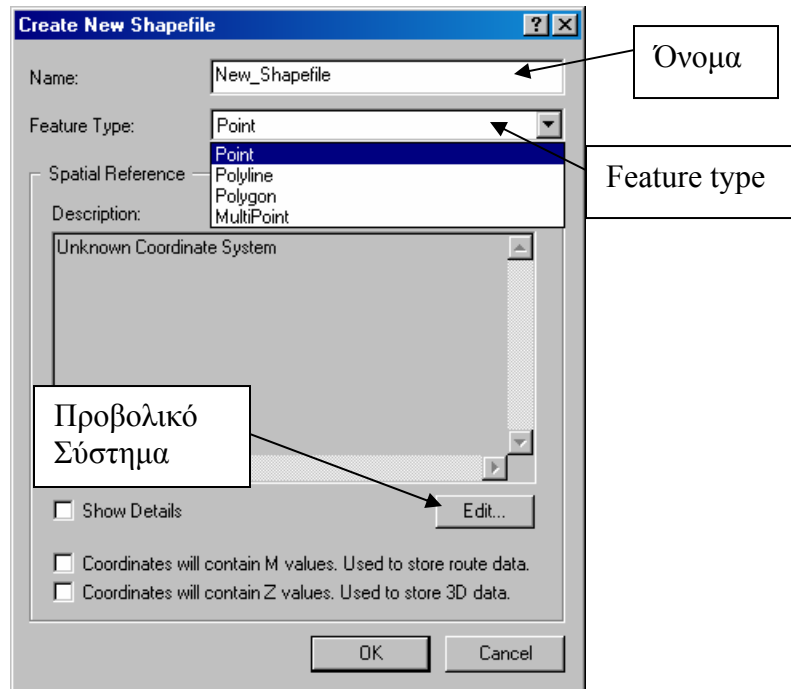 Create New Shapefile
Όνομα
Name:
New_Shapefile
Feature Type:
Point
Feature type
Point
Polyline
Polygon
MultiPoint
Spatial Reference
Description:
Unknown Coordinate System
Προβολικό
Σύστημα
Show Details
Edit...
Coordinates will contain M values. Used to store route data.
Coordinates will contain Z values. Used to store 3D data.
OK
Cancel